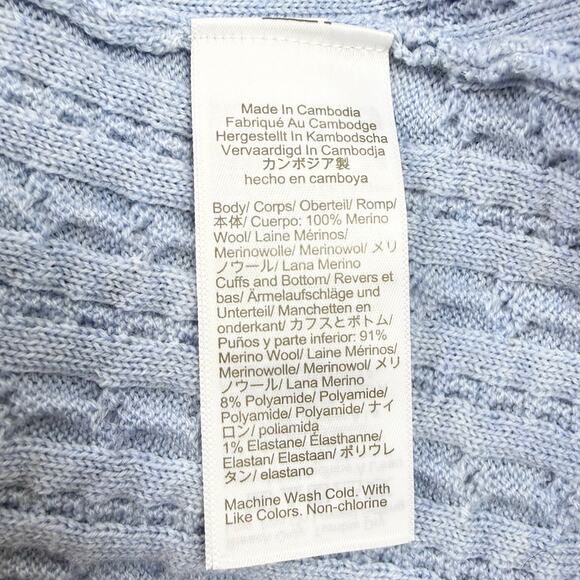 Made In Cambodia
Fabriqué Au Cambodge
Hergestellt In Kambodscha
Vervaardigd In Cambodja
カンボジア製
hecho en camboya
Body/ Corps/ Oberteil/ Romp/
本体/ Cuerpo: 100% Merino
Wool/ Laine Mérinos/
Merinowolle/ Merinowol/ メリ
ノウール/ Lana Merino
Cuffs and Bottom/ Revers et
bas/ Ärmelaufschläge und
Unterteil/ Manchetten en
onderkant/ カフスとボトム/
Puños y parte inferior: 91%
Merino Wool/ Laine Mérinos/
Merinowolle/ Merinowol/ メリ
ノウール/ Lana Merino
8% Polyamide/ Polyamide/
Polyamide/ Polyamide/ ナイ
ロン/ poliamida
1% Elastane/ Élasthanne/
Elastan/ Elastaan/ ポリウレ
タン/ elastano
Machine Wash Cold. With
Like Colors. Non-chlorine